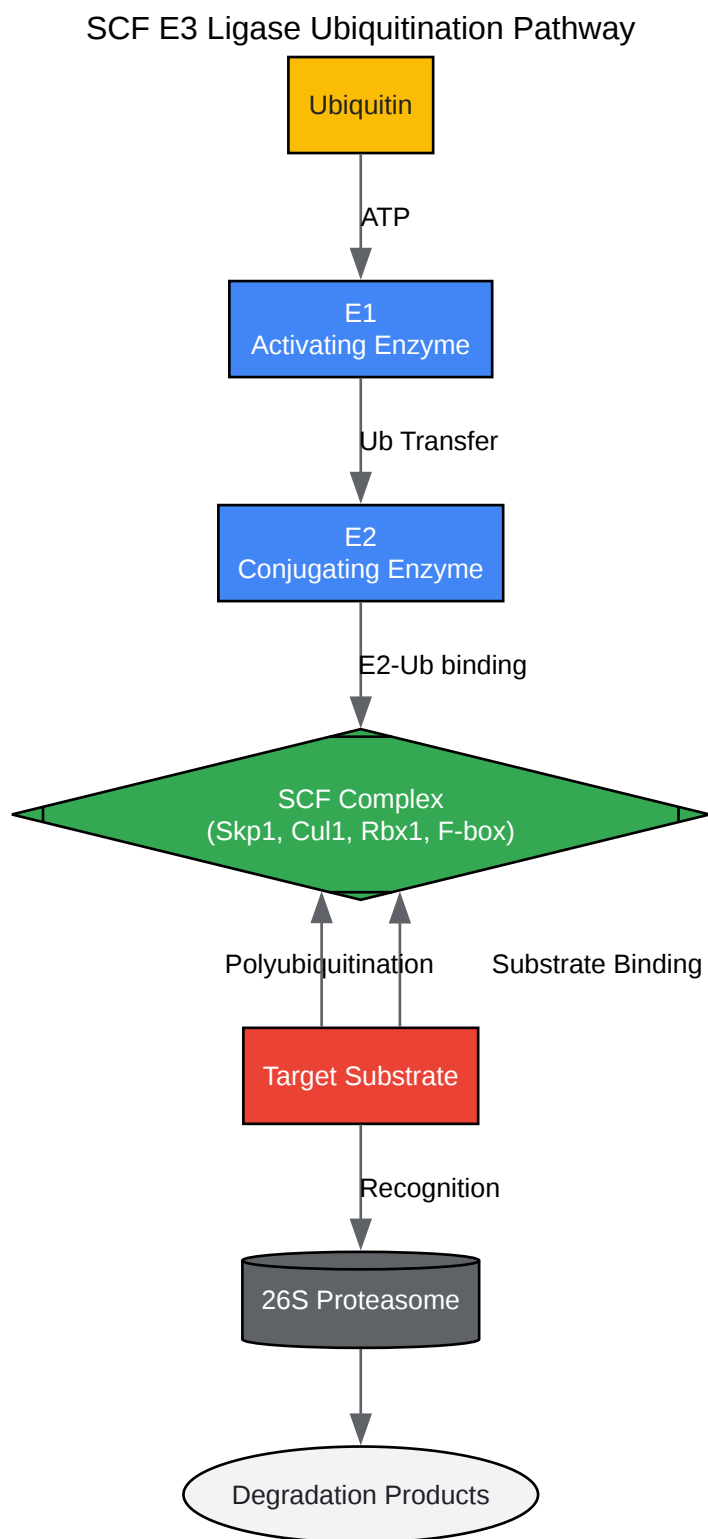 SCF E3 Ligase Ubiquitination Pathway
Ubiquitin
ATP
E1
Activating Enzyme
Ub Transfer
E2
Conjugating Enzyme
E2-Ub binding
SCF Complex
(Skp1, Cul1, Rbx1, F-box)
Polyubiquitination
Substrate Binding
Target Substrate
Recognition
26S Proteasome
Degradation Products